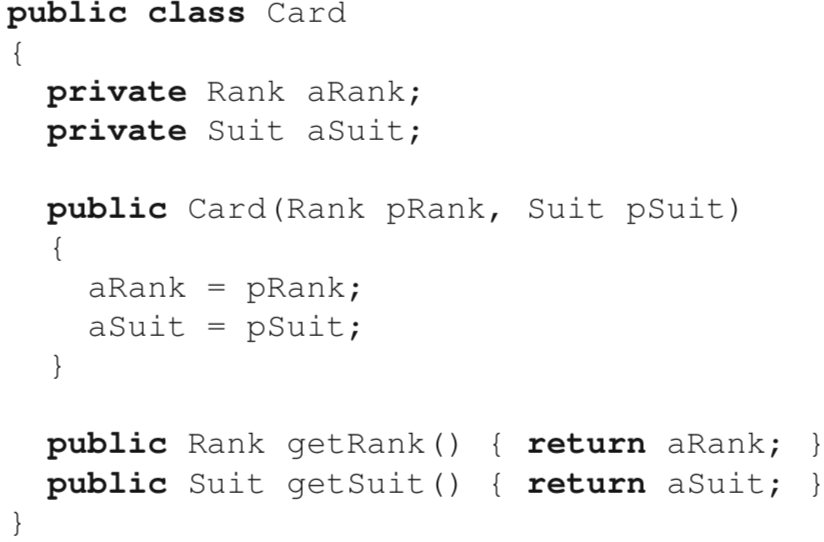 public class Card
{
  private Rank aRank;
  private Suit aSuit;

  public Card(Rank pRank, Suit pSuit)
  {
    aRank = pRank;
    aSuit = pSuit;
  }

  public Rank getRank() { return aRank; }
  public Suit getSuit() { return aSuit; }
}